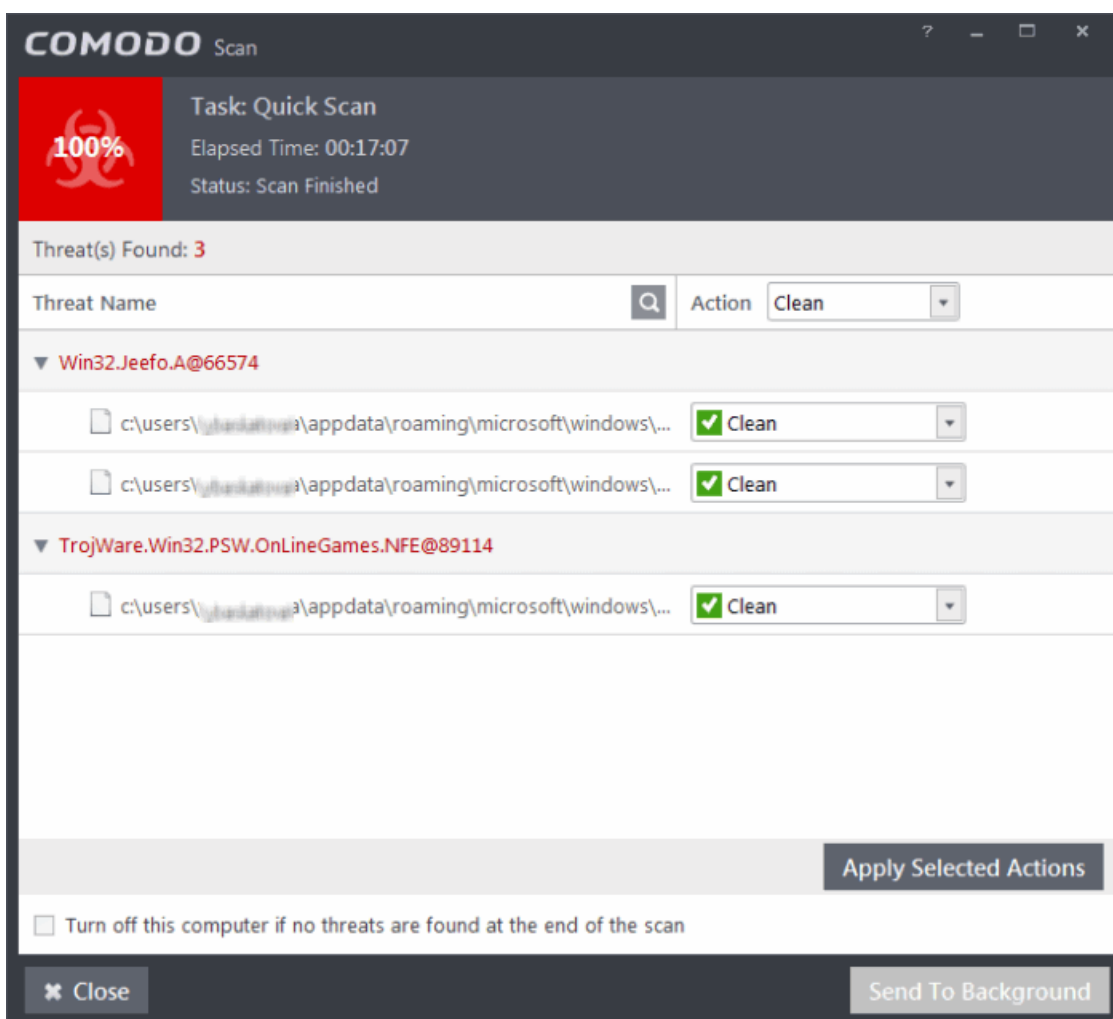 COMODO Scan
?
100%
Task: Quick Scan
Elapsed Time: 00:17:07
Status: Scan Finished
Threat(s) Found: 3
Threat Name
Action Clean
Win32.Jeefo.A@66574
c:\users\ a\appdata\roaming\microsoft\windows\... Clean
c:\users\ a\appdata\roaming\microsoft\windows\... Clean
TrojWare.Win32.PSW.OnLineGames.NFE@89114
c:\users\ a\appdata\roaming\microsoft\windows\... Clean
Apply Selected Actions
Turn off this computer if no threats are found at the end of the scan
Close
Send To Background